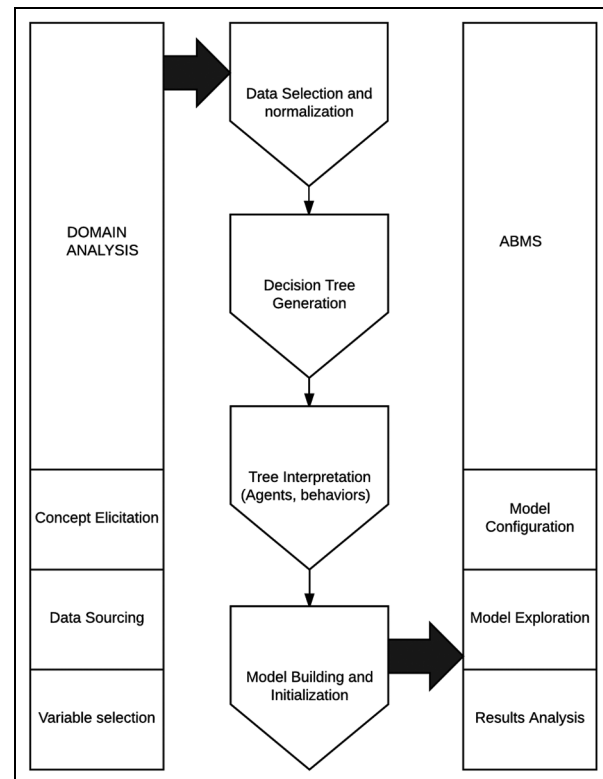 DOMAIN
ANALYSIS
Concept Elicitation
Data Sourcing
Variable selection
Data Selection and
normalization
Decision Tree
Generation
Tree Interpretation
(Agents, behaviors)
Model Building and
Initialization
ABMS
Model
Configuration
Model Exploration
Results Analysis